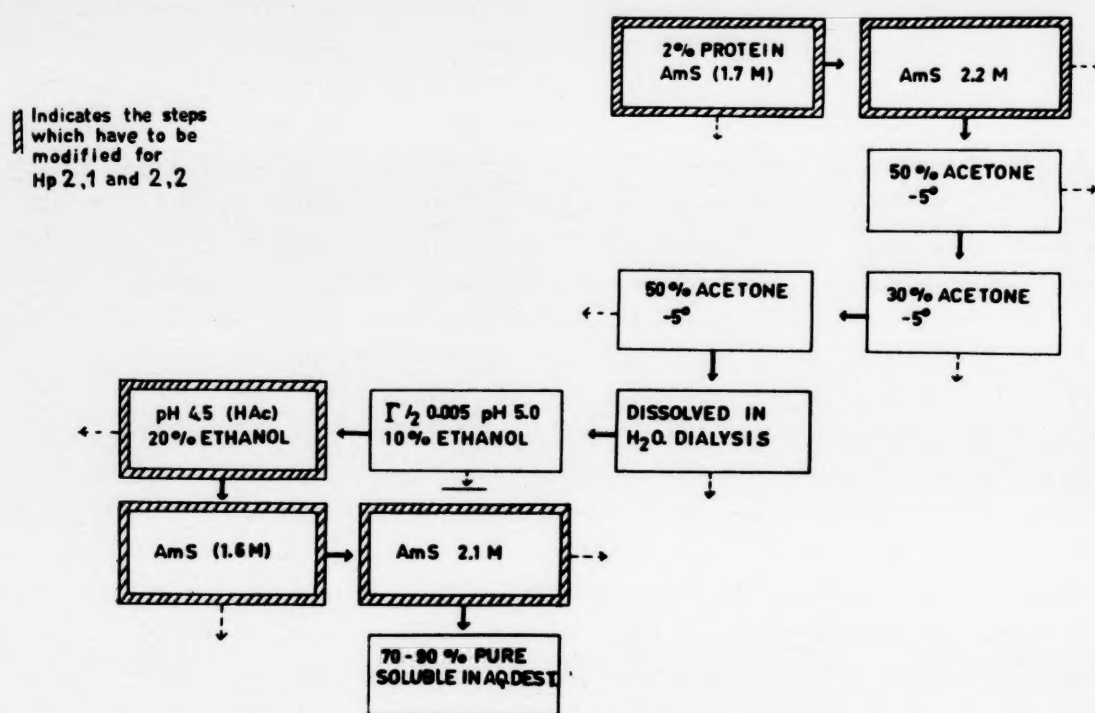 2% PROTEIN
AmS (1.7 M)
AmS 2.2 M
Indicates the steps
which have to be
modified for
Hp 2,1 and 2,2
50% ACETONE
-5°
30% ACETONE
-5°
50% ACETONE
-5°
DISSOLVED IN
H₂O. DIALYSIS
Γ/2 0.005 pH 5.0
10% ETHANOL
pH 4.5 (HAc)
20% ETHANOL
AmS (1.6 M)
AmS 2.1 M
70-90% PURE
SOLUBLE IN AQ.DEST.